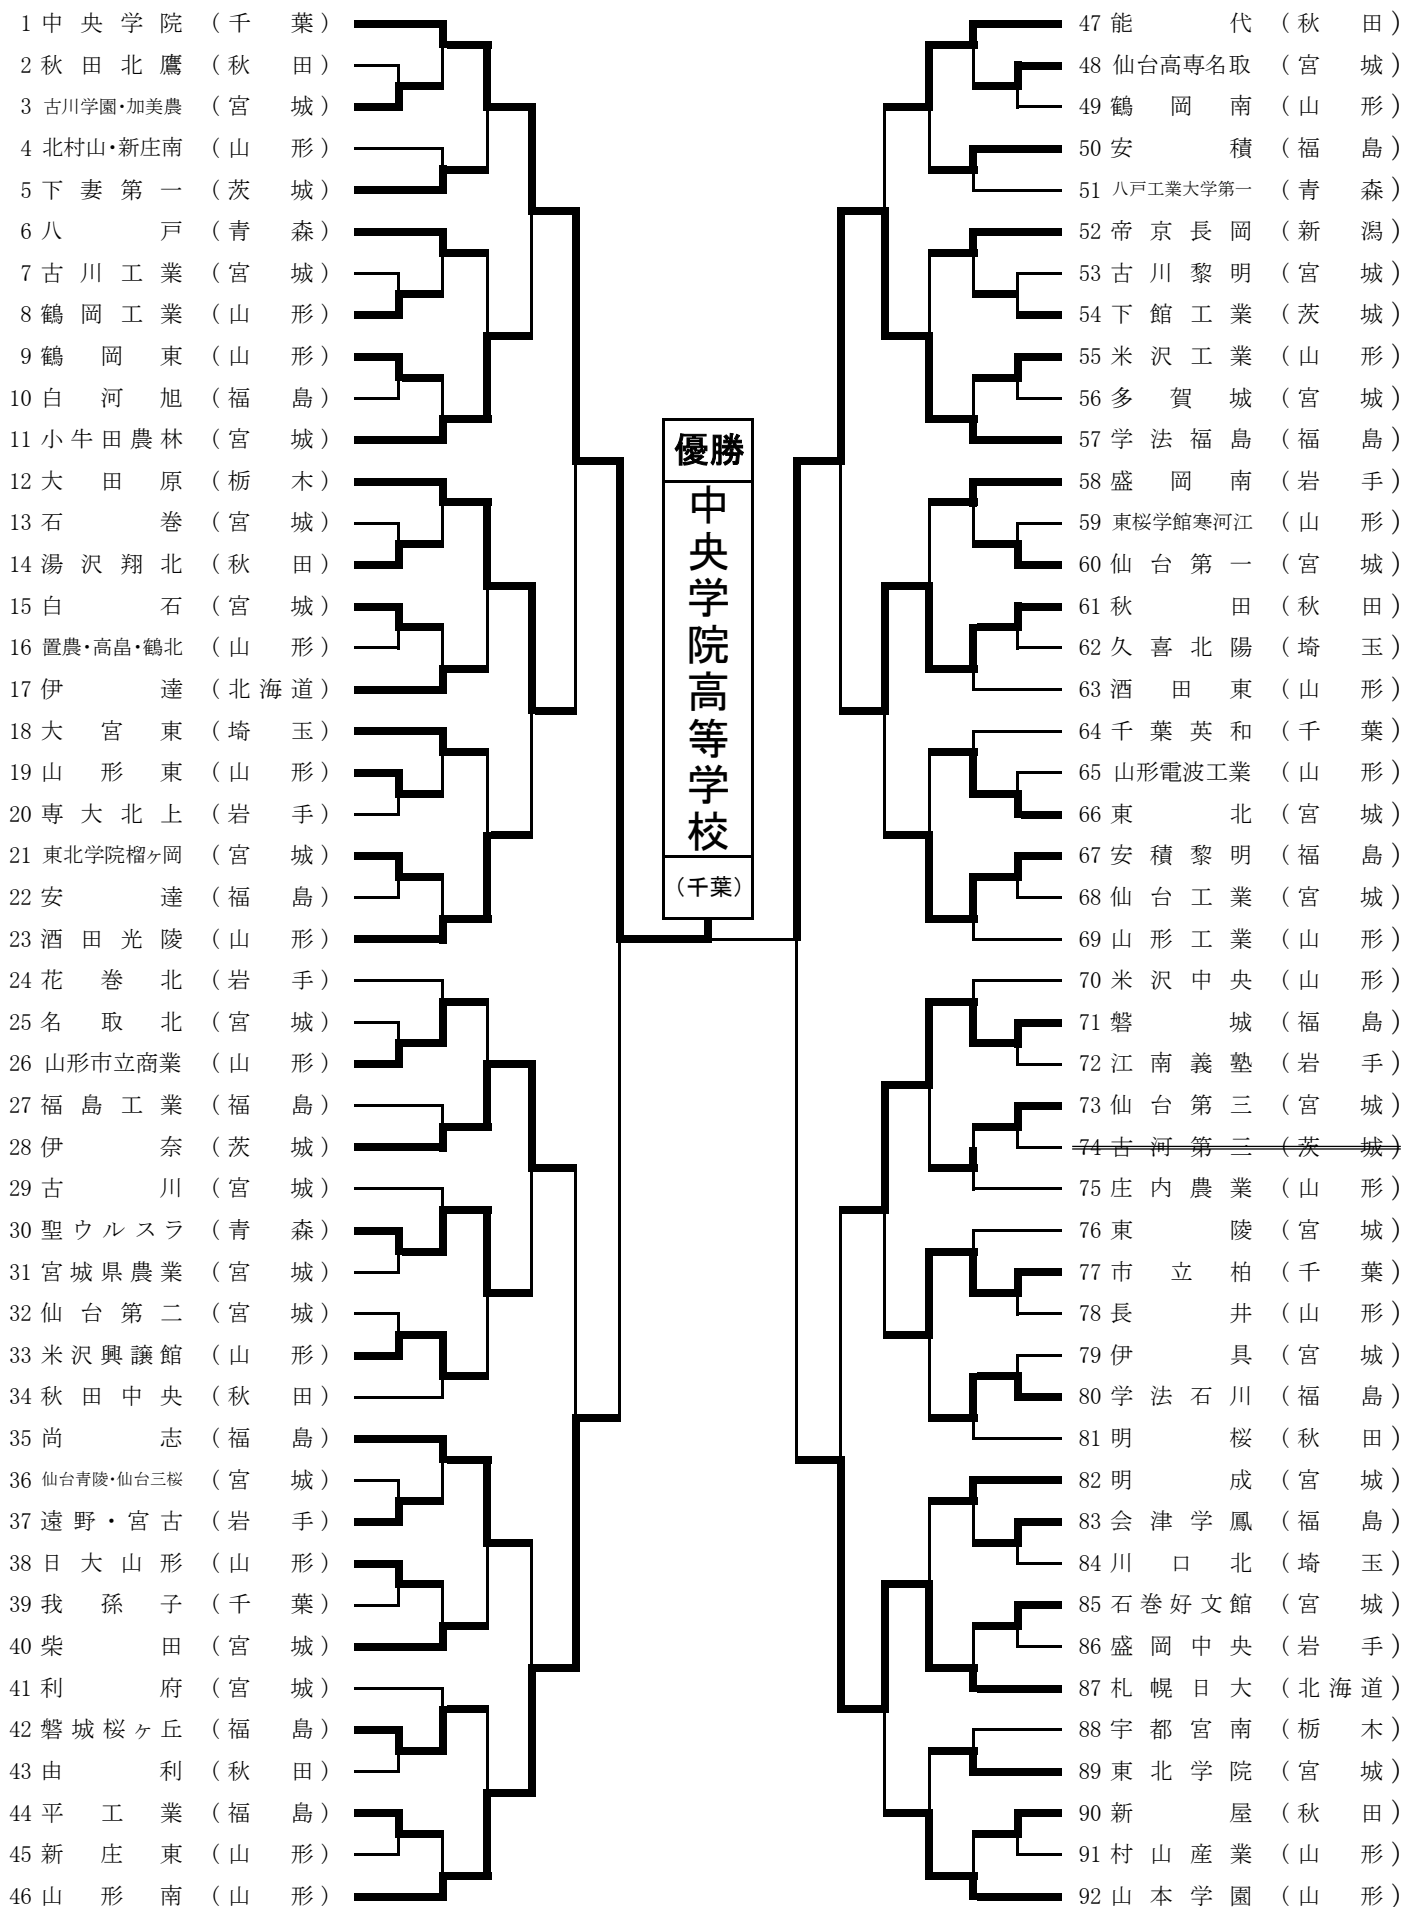 1 中央学院 （千葉）
2 秋田北鷹 （秋田）
3 古川学園・加美農 （宮城）
4 北村山・新庄南 （山形）
5 下妻第一 （茨城）
6 八戸 （青森）
7 古川工業 （宮城）
8 鶴岡工業 （山形）
9 鶴岡東 （山形）
10 白河旭 （福島）
11 小牛田農林 （宮城）
12 大田原 （栃木）
13 石巻 （宮城）
14 湯沢翔北 （秋田）
15 白石 （宮城）
16 置農・高畠・鶴北 （山形）
17 伊達 （北海道）
18 大宮東 （埼玉）
19 山形東 （山形）
20 専大北上 （岩手）
21 東北学院榴ヶ岡 （宮城）
22 安達 （福島）
23 酒田光陵 （山形）
24 花巻北 （岩手）
25 名取北 （宮城）
26 山形市立商業 （山形）
27 福島工業 （福島）
28 伊奈 （茨城）
29 古川 （宮城）
30 聖ウルスラ （青森）
31 宮城県農業 （宮城）
32 仙台第二 （宮城）
33 米沢興譲館 （山形）
34 秋田中央 （秋田）
35 尚志 （福島）
36 仙台青陵・仙台三桜 （宮城）
37 遠野・宮古 （岩手）
38 日大山形 （山形）
39 我孫子 （千葉）
40 柴田 （宮城）
41 利府 （宮城）
42 磐城桜ヶ丘 （福島）
43 由利 （秋田）
44 平工業 （福島）
45 新庄東 （山形）
46 山形南 （山形）
優勝
中央学院高等学校
（千葉）
47 能代 （秋田）
48 仙台高専名取 （宮城）
49 鶴岡南 （山形）
50 安積 （福島）
51 八戸工業大学第一 （青森）
52 帝京長岡 （新潟）
53 古川黎明 （宮城）
54 下館工業 （茨城）
55 米沢工業 （山形）
56 多賀城 （宮城）
57 学法福島 （福島）
58 盛岡南 （岩手）
59 東桜学館寒河江 （山形）
60 仙台第一 （宮城）
61 秋田 （秋田）
62 久喜北陽 （埼玉）
63 酒田東 （山形）
64 千葉英和 （千葉）
65 山形電波工業 （山形）
66 東北 （宮城）
67 安積黎明 （福島）
68 仙台工業 （宮城）
69 山形工業 （山形）
70 米沢中央 （山形）
71 磐城 （福島）
72 江南義塾 （岩手）
73 仙台第三 （宮城）
74 古河第三 （茨城）
75 庄内農業 （山形）
76 東陵 （宮城）
77 市立柏 （千葉）
78 長井 （山形）
79 伊具 （宮城）
80 学法石川 （福島）
81 明桜 （秋田）
82 明成 （宮城）
83 会津学鳳 （福島）
84 川口北 （埼玉）
85 石巻好文館 （宮城）
86 盛岡中央 （岩手）
87 札幌日大 （北海道）
88 宇都宮南 （栃木）
89 東北学院 （宮城）
90 新屋 （秋田）
91 村山産業 （山形）
92 山本学園 （山形）